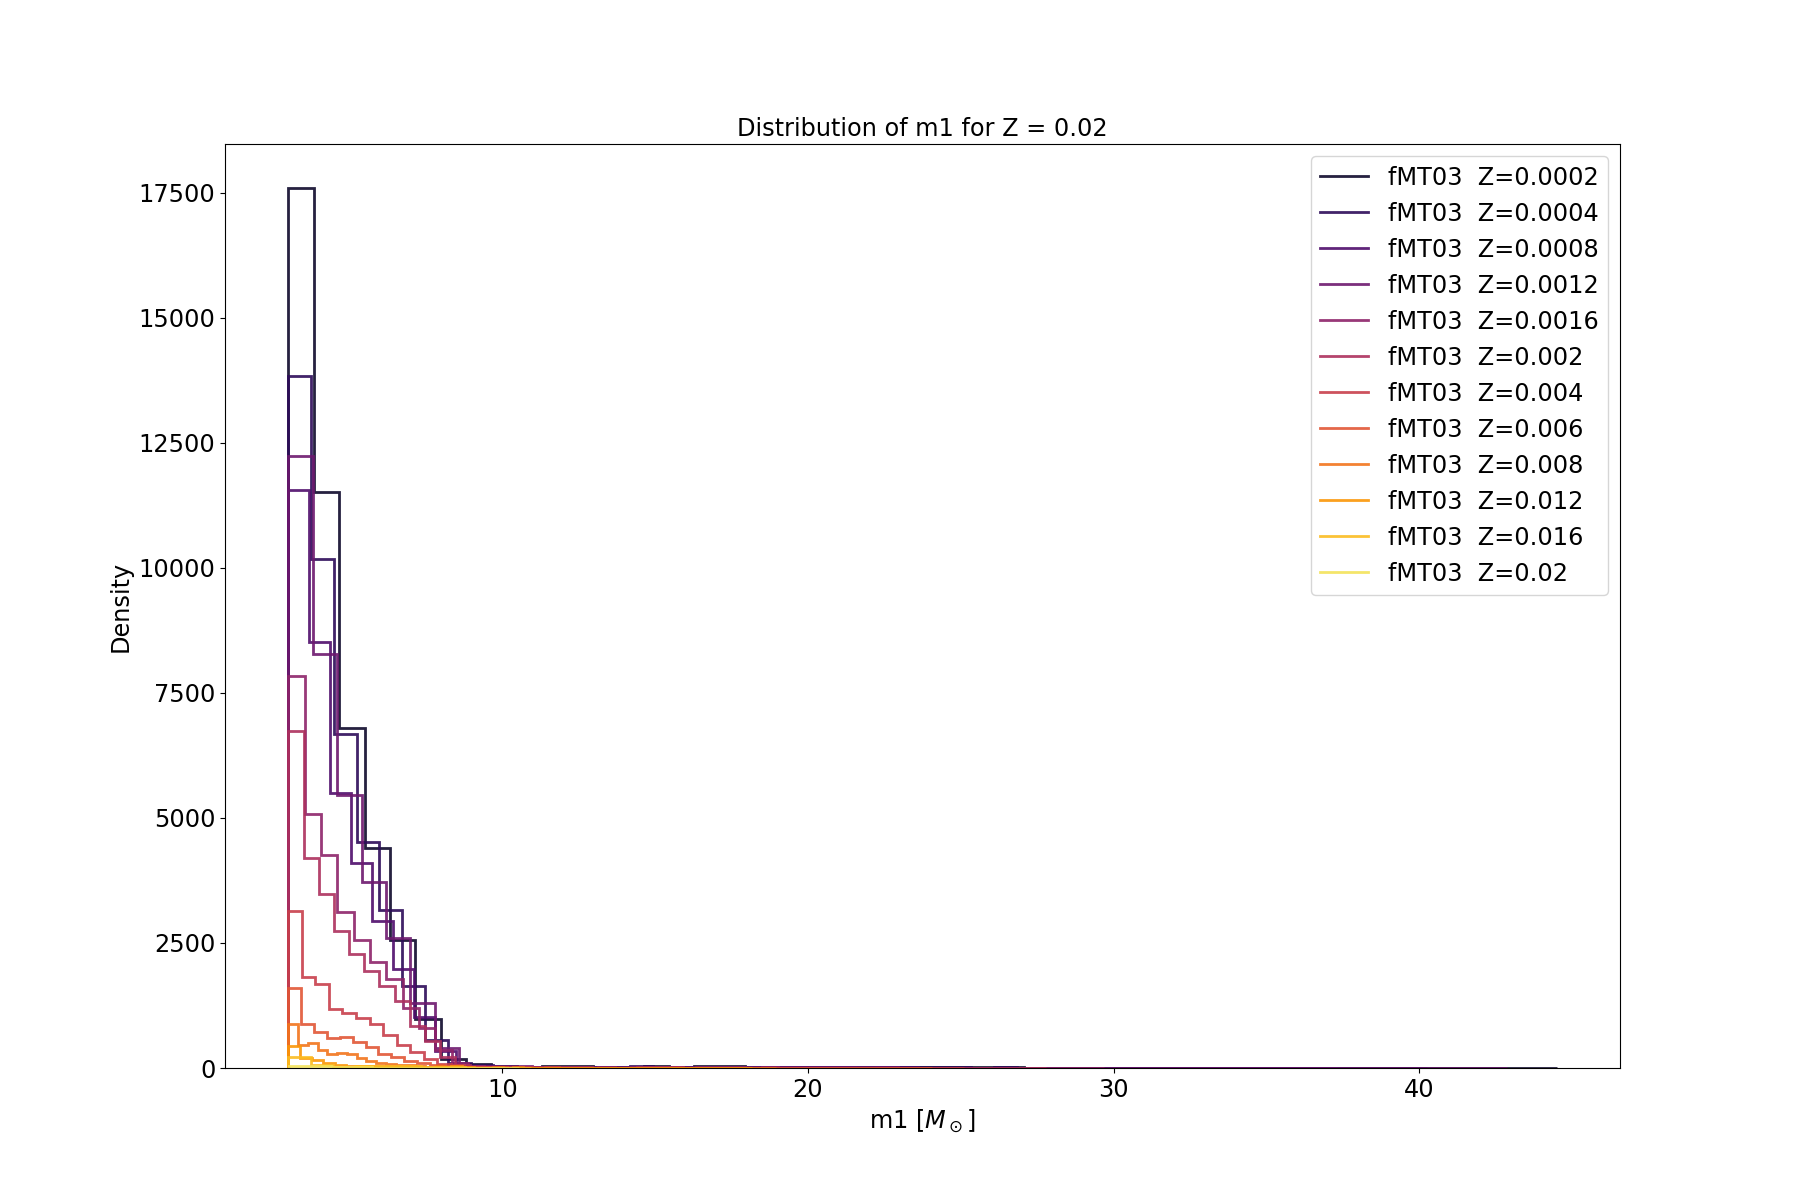 Distribution of m1 for Z = 0.02
17500
15000
12500
10000
7500
5000
2500
0
Density
10
20
30
40
m1 [M⊙]
fMT03 Z=0.0002
fMT03 Z=0.0004
fMT03 Z=0.0008
fMT03 Z=0.0012
fMT03 Z=0.0016
fMT03 Z=0.002
fMT03 Z=0.004
fMT03 Z=0.006
fMT03 Z=0.008
fMT03 Z=0.012
fMT03 Z=0.016
fMT03 Z=0.02